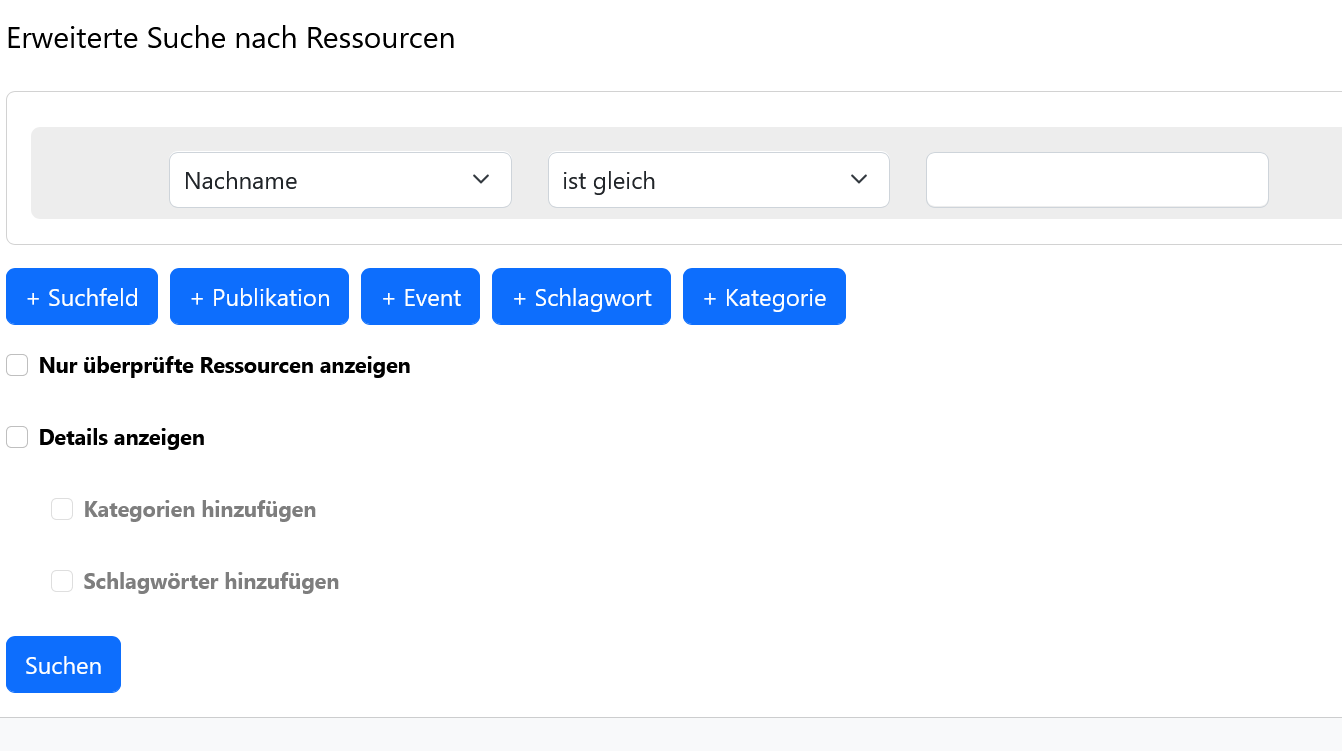 Erweiterte Suche nach Ressourcen
Nachname ist gleich
+ Suchfeld + Publikation + Event + Schlagwort + Kategorie
Nur überprüfte Ressourcen anzeigen
Details anzeigen
Kategorien hinzufügen
Schlagwörter hinzufügen
Suchen